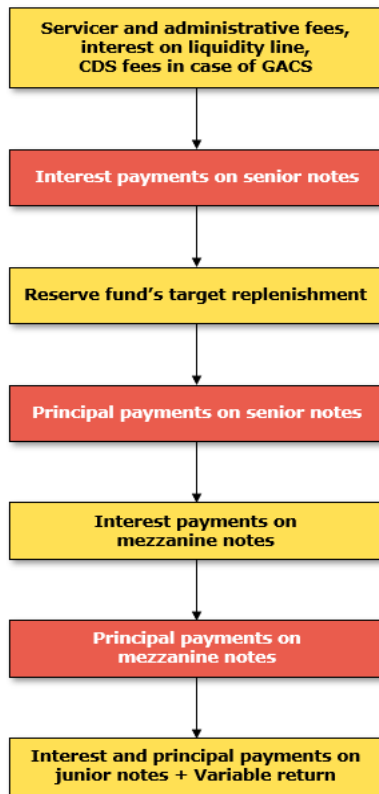 Servicer and administrative fees,
interest on liquidity line,
CDS fees in case of GACS
Interest payments on senior notes
Reserve fund's target replenishment
Principal payments on senior notes
Interest payments on
mezzanine notes
Principal payments on
mezzanine notes
Interest and principal payments on
junior notes + Variable return